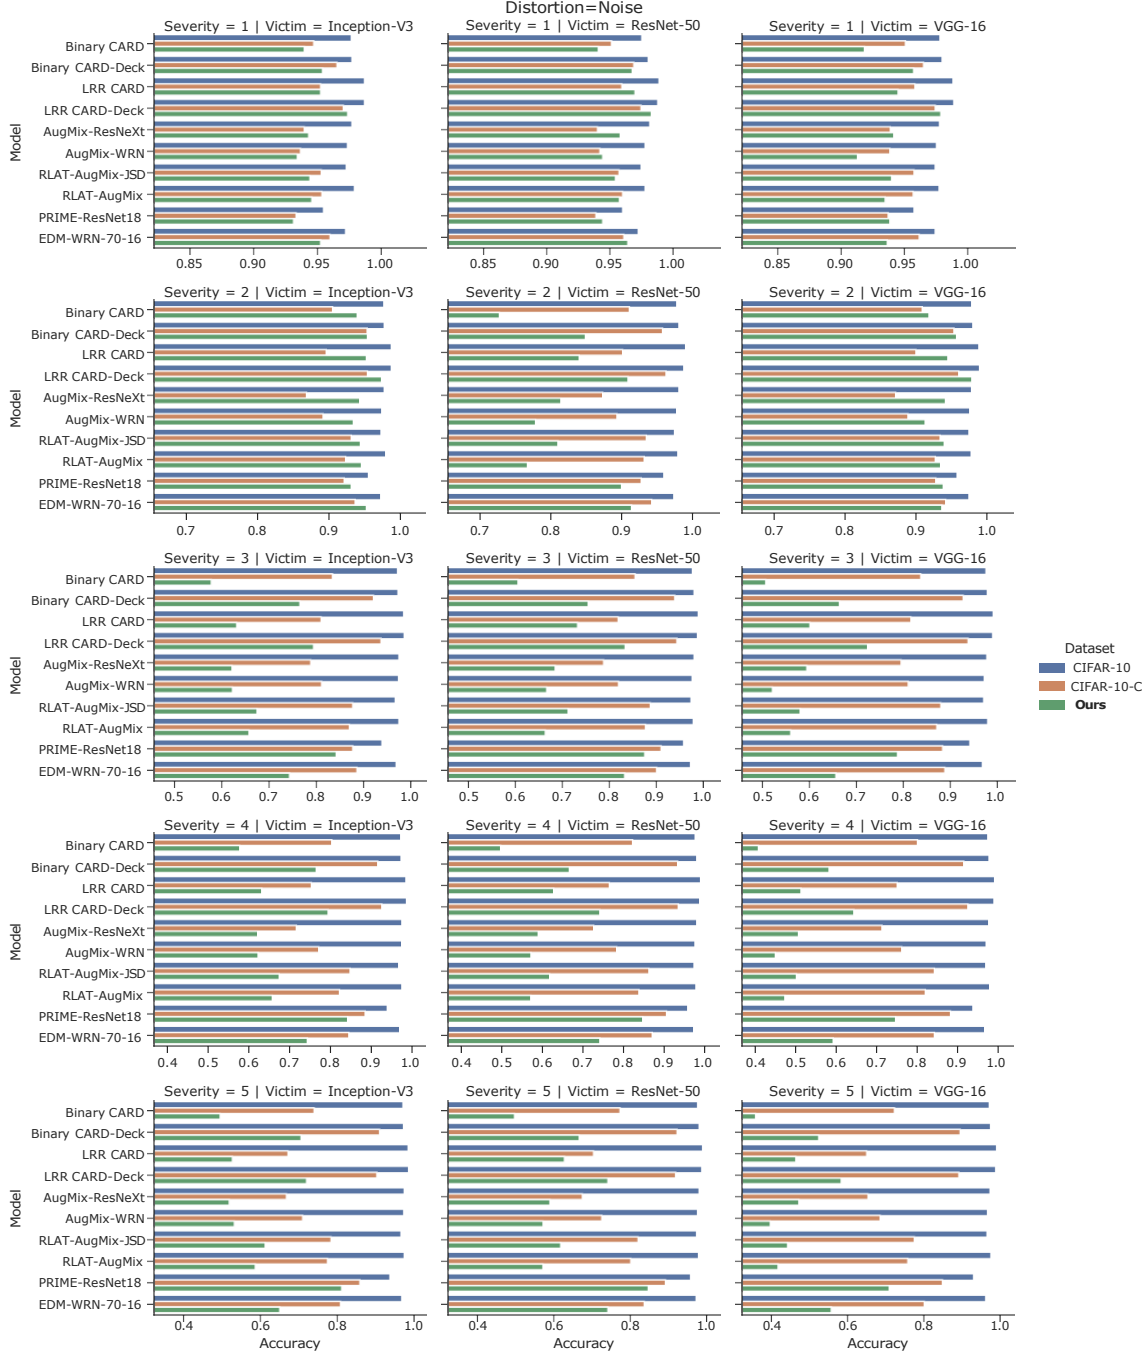 Distortion=Noise
Severity = 1 | Victim = Inception-V3
Severity = 1 | Victim = ResNet-50
Severity = 1 | Victim = VGG-16
Model
Binary CARD
Binary CARD-Deck
LRR CARD
LRR CARD-Deck
AugMix-ResNeXt
AugMix-WRN
RLAT-AugMix-JSD
RLAT-AugMix
PRIME-ResNet18
EDM-WRN-70-16
0.85 0.90 0.95 1.00
0.85 0.90 0.95 1.00
0.85 0.90 0.95 1.00
Severity = 2 | Victim = Inception-V3
Severity = 2 | Victim = ResNet-50
Severity = 2 | Victim = VGG-16
Model
Binary CARD
Binary CARD-Deck
LRR CARD
LRR CARD-Deck
AugMix-ResNeXt
AugMix-WRN
RLAT-AugMix-JSD
RLAT-AugMix
PRIME-ResNet18
EDM-WRN-70-16
0.7 0.8 0.9 1.0
0.7 0.8 0.9 1.0
0.7 0.8 0.9 1.0
Severity = 3 | Victim = Inception-V3
Severity = 3 | Victim = ResNet-50
Severity = 3 | Victim = VGG-16
Model
Binary CARD
Binary CARD-Deck
LRR CARD
LRR CARD-Deck
AugMix-ResNeXt
AugMix-WRN
RLAT-AugMix-JSD
RLAT-AugMix
PRIME-ResNet18
EDM-WRN-70-16
0.5 0.6 0.7 0.8 0.9 1.0
0.5 0.6 0.7 0.8 0.9 1.0
0.5 0.6 0.7 0.8 0.9 1.0
Dataset
CIFAR-10
CIFAR-10-C
Ours
Severity = 4 | Victim = Inception-V3
Severity = 4 | Victim = ResNet-50
Severity = 4 | Victim = VGG-16
Model
Binary CARD
Binary CARD-Deck
LRR CARD
LRR CARD-Deck
AugMix-ResNeXt
AugMix-WRN
RLAT-AugMix-JSD
RLAT-AugMix
PRIME-ResNet18
EDM-WRN-70-16
0.4 0.5 0.6 0.7 0.8 0.9 1.0
0.4 0.5 0.6 0.7 0.8 0.9 1.0
0.4 0.5 0.6 0.7 0.8 0.9 1.0
Severity = 5 | Victim = Inception-V3
Severity = 5 | Victim = ResNet-50
Severity = 5 | Victim = VGG-16
Model
Binary CARD
Binary CARD-Deck
LRR CARD
LRR CARD-Deck
AugMix-ResNeXt
AugMix-WRN
RLAT-AugMix-JSD
RLAT-AugMix
PRIME-ResNet18
EDM-WRN-70-16
0.4 0.6 0.8 1.0
0.4 0.6 0.8 1.0
0.4 0.6 0.8 1.0
Accuracy
Accuracy
Accuracy